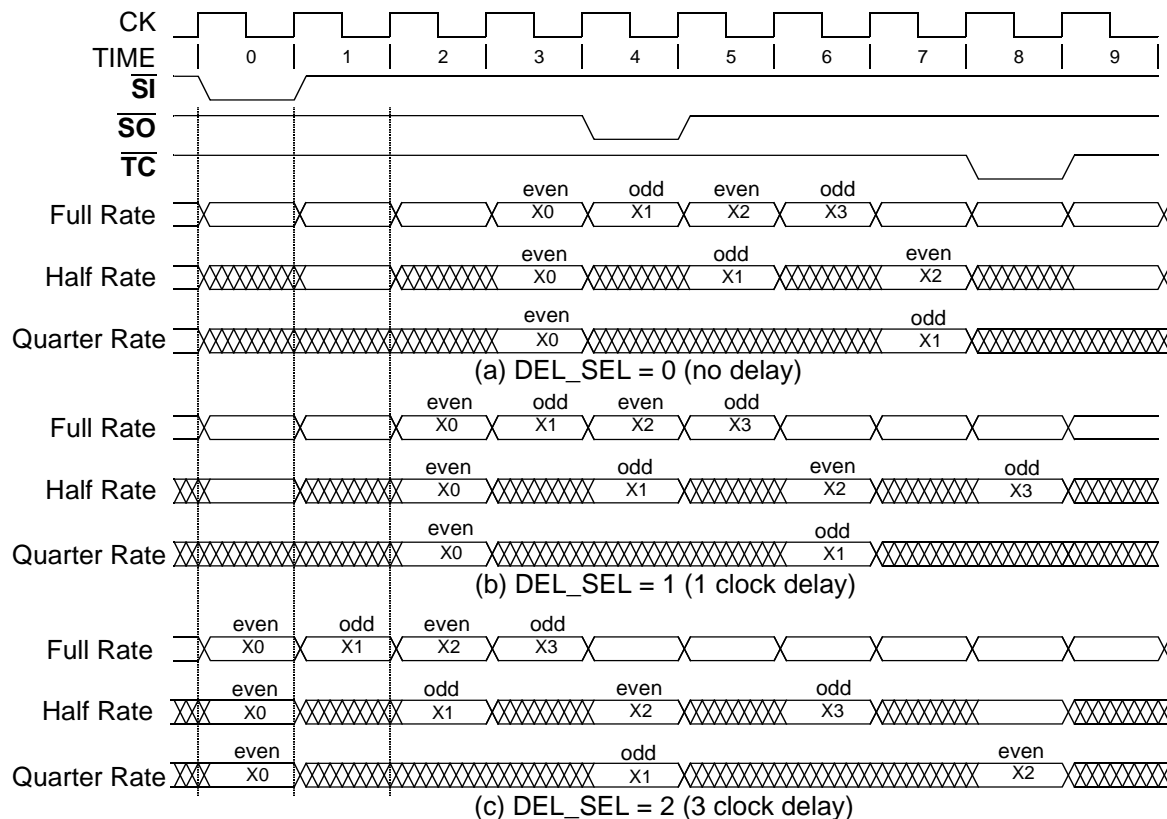 CK
TIME 0 1 2 3 4 5 6 7 8 9
SI
SO
TC
even odd even odd
Full Rate X0 X1 X2 X3
even odd even
Half Rate X0 X1 X2
even odd
Quarter Rate X0 X1
(a) DEL_SEL = 0 (no delay)
even odd even odd
Full Rate X0 X1 X2 X3
even odd even odd
Half Rate X0 X1 X2 X3
even odd
Quarter Rate X0 X1
(b) DEL_SEL = 1 (1 clock delay)
even odd even odd
Full Rate X0 X1 X2 X3
even odd even odd
Half Rate X0 X1 X2 X3
even odd even
Quarter Rate X0 X1 X2
(c) DEL_SEL = 2 (3 clock delay)